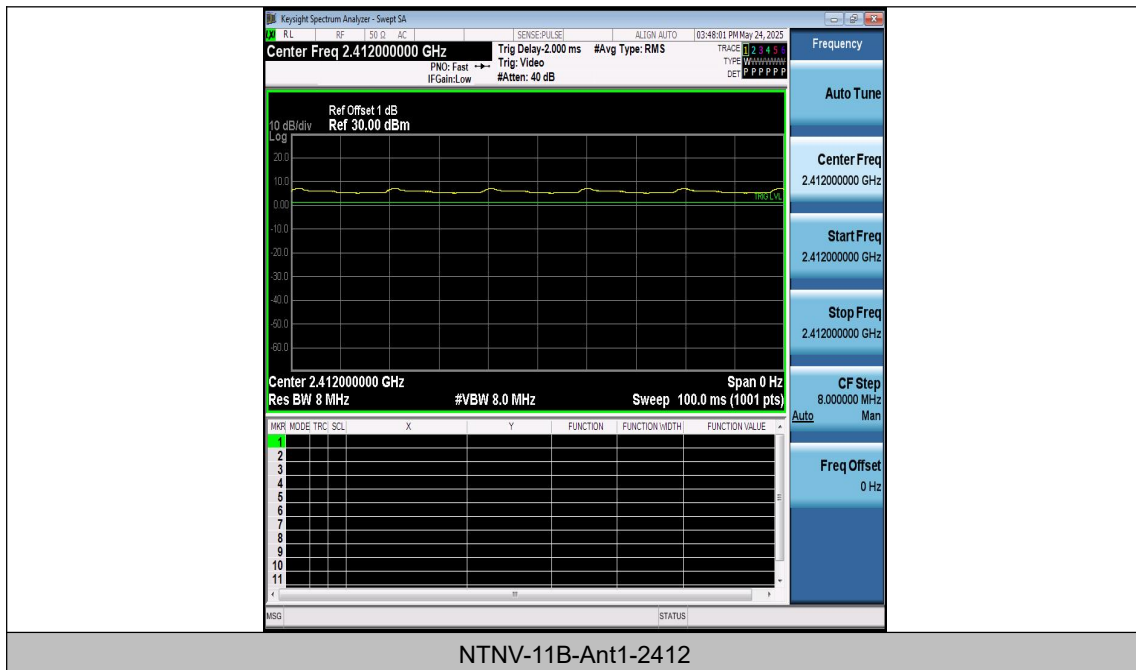 Keysight Spectrum Analyzer - Swept SA
RL RF 50 Ω AC SENSE:PULSE ALIGN AUTO 03:48:01 PM May 24, 2025
Center Freq 2.412000000 GHz
PNO: Fast
IFGain:Low
Trig Delay-2.000 ms
Trig: Video
#Atten: 40 dB
#Avg Type: RMS
TRACE 1 2 3 4 5 6
TYPE WWWWWW
DET P P P P P P
Ref Offset 1 dB
10 dB/div Ref 30.00 dBm
Log
20.0
10.0
0.00
-10.0
-20.0
-30.0
-40.0
-50.0
-60.0
TRIG LVL
Center 2.412000000 GHz Span 0 Hz
Res BW 8 MHz #VBW 8.0 MHz Sweep 100.0 ms (1001 pts)
MKR MODE TRC SCL X Y FUNCTION FUNCTION WIDTH FUNCTION VALUE
1
2
3
4
5
6
7
8
9
10
11
MSG STATUS
Frequency
Auto Tune
Center Freq
2.412000000 GHz
Start Freq
2.412000000 GHz
Stop Freq
2.412000000 GHz
CF Step
8.000000 MHz
Auto Man
Freq Offset
0 Hz
NTNV-11B-Ant1-2412